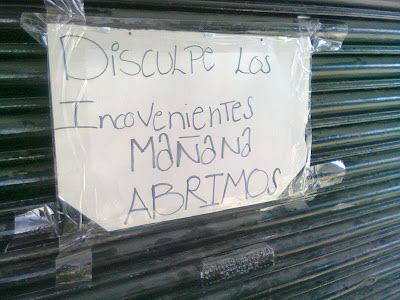 Disculpe Los
Incovenientes
MAÑANA
ABRIMOS